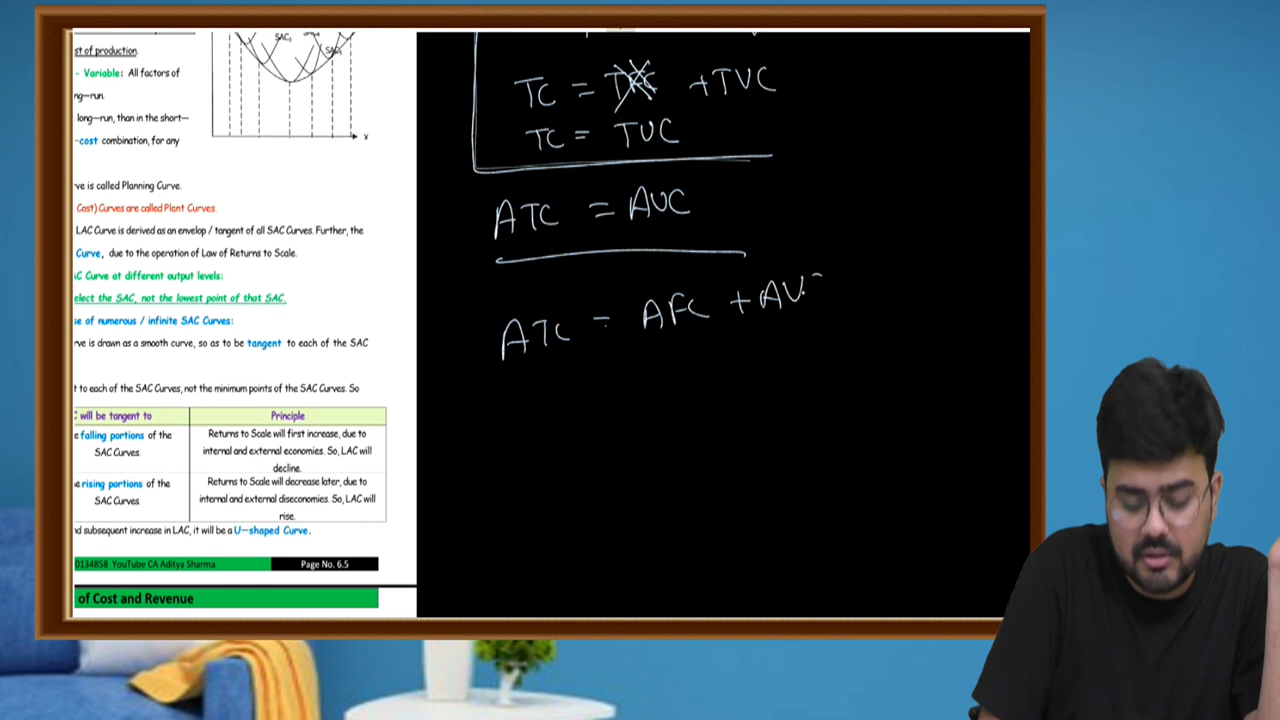 st of production.
- Variable: All factors of
ng-run.
long-run, than in the short-
-cost combination, for any
SAC₂
x
ve is called Planning Curve.
Cost) Curves are called Plant Curves.
LAC Curve is derived as an envelop / tangent of all SAC Curves. Further, the
Curve, due to the operation of Law of Returns to Scale.
C Curve at different output levels:
elect the SAC, not the lowest point of that SAC.
se of numerous / infinite SAC Curves:
rve is drawn as a smooth curve, so as to be tangent to each of the SAC
t to each of the SAC Curves, not the minimum points of the SAC Curves. So
will be tangent to
Principle
e falling portions of the
SAC Curves.
Returns to Scale will first increase, due to
internal and external economies. So, LAC will
decline.
e rising portions of the
SAC Curves.
Returns to Scale will decrease later, due to
internal and external diseconomies. So, LAC will
rise.
nd subsequent increase in LAC, it will be a U-shaped Curve.
0134858 YouTube CA Aditya Sharma
Page No. 6.5
of Cost and Revenue
TC = TFC + TVC
TC = TVC
ATC = AVC
ATC = AFC + AV